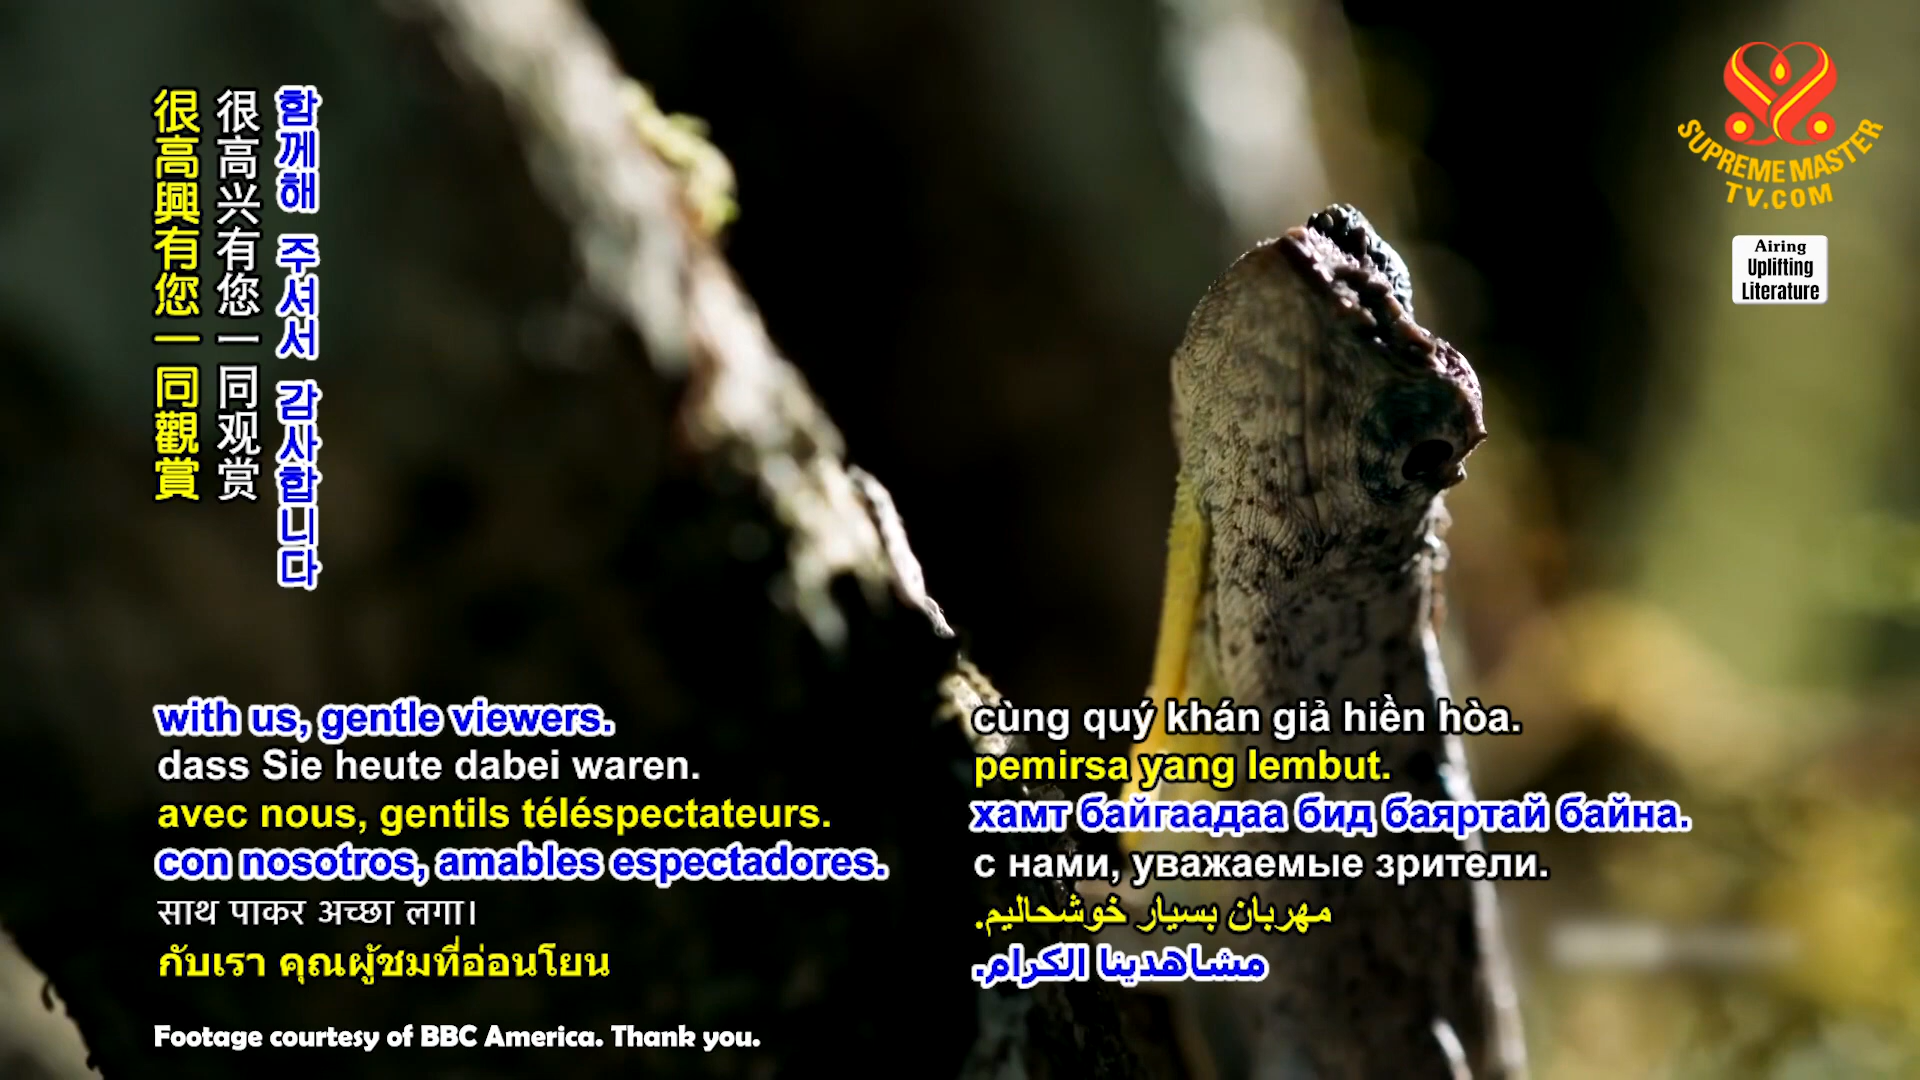 很高興有您一同觀賞
很高兴有您一同观赏
함께해 주셔서 감사합니다
SUPREME MASTER
TV.COM
Airing
Uplifting
Literature
with us, gentle viewers.
dass Sie heute dabei waren.
avec nous, gentils téléspectateurs.
con nosotros, amables espectadores.
साथ पाकर अच्छा लगा।
กับเรา คุณผู้ชมที่อ่อนโยน
cùng quý khán giả hiền hòa.
pemirsa yang lembut.
хамт байгаадаа бид баяртай байна.
с нами, уважаемые зрители.
مهربان بسیار خوشحالیم.
مشاهدينا الكرام.
Footage courtesy of BBC America. Thank you.